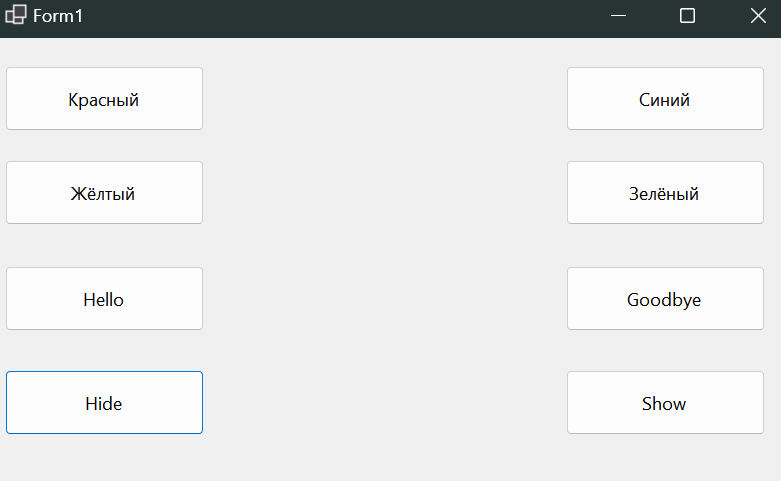 Form1
Красный
Синий
Жёлтый
Зелёный
Hello
Goodbye
Hide
Show